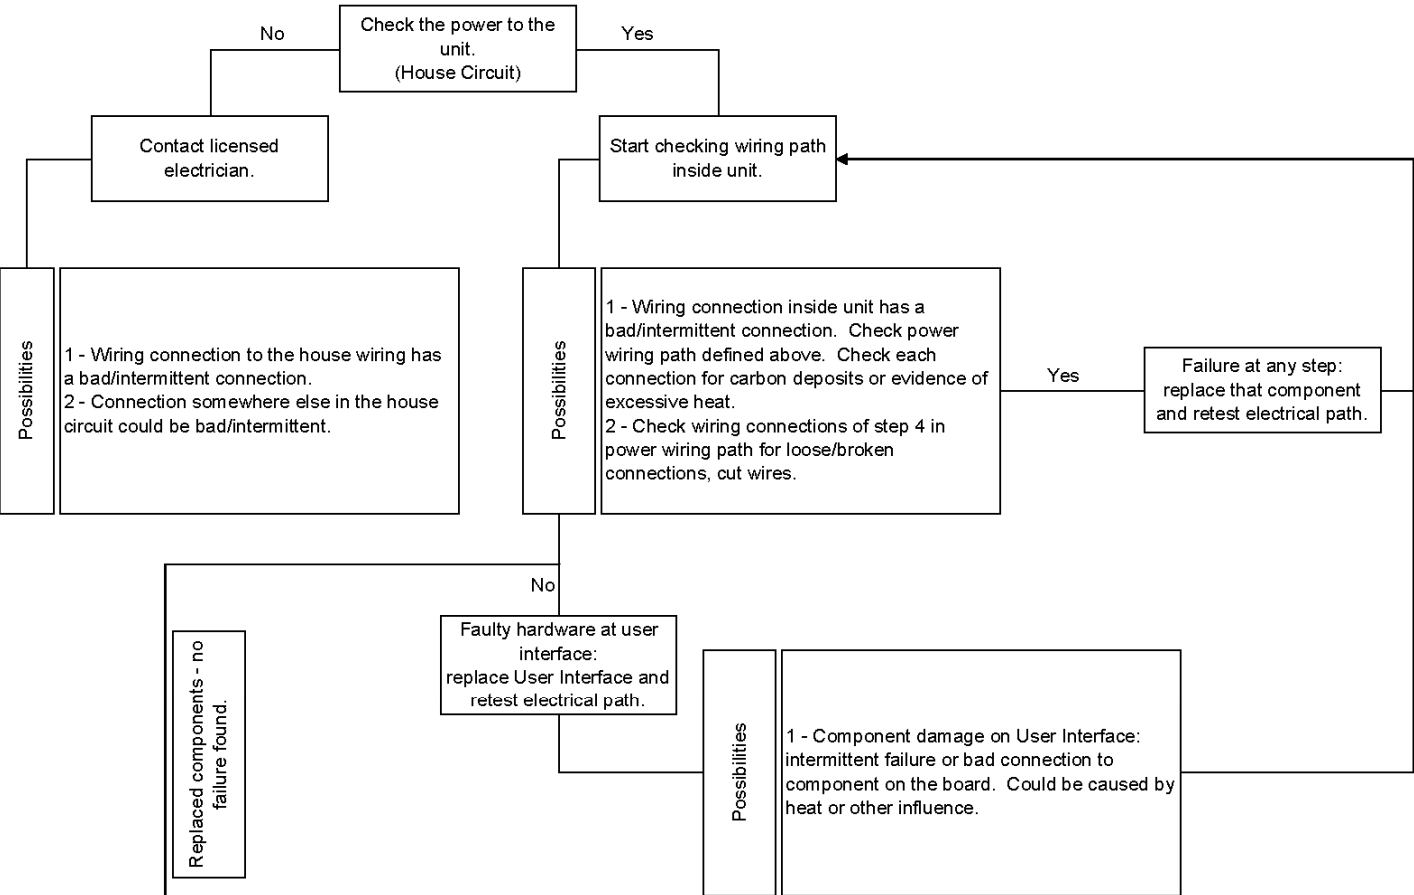 No
Check the power to the
unit.
(House Circuit)
Yes
Contact licensed
electrician.
Start checking wiring path
inside unit.
Possibilities
1 - Wiring connection to the house wiring has
a bad/intermittent connection.
2 - Connection somewhere else in the house
circuit could be bad/intermittent.
Possibilities
1 - Wiring connection inside unit has a
bad/intermittent connection.  Check power
wiring path defined above.  Check each
connection for carbon deposits or evidence of
excessive heat.
2 - Check wiring connections of step 4 in
power wiring path for loose/broken
connections, cut wires.
Yes
Failure at any step:
replace that component
and retest electrical path.
No
Replaced components - no
failure found.
Faulty hardware at user
interface:
replace User Interface and
retest electrical path.
Possibilities
1 - Component damage on User Interface:
intermittent failure or bad connection to
component on the board.  Could be caused by
heat or other influence.